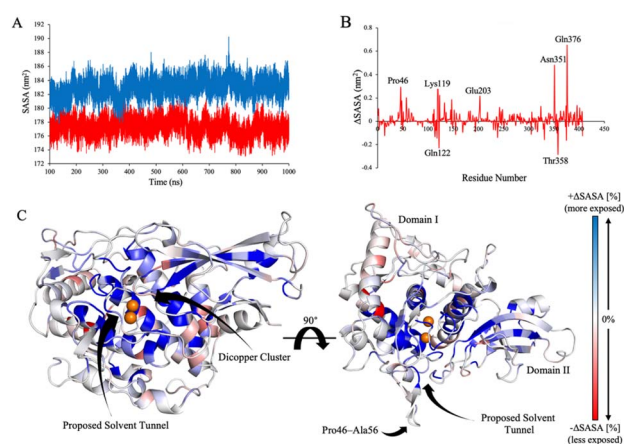 A
SASA (nm²)
192
190
188
186
184
182
180
178
176
174
172
100
200
300
400
500
600
700
800
900
1000
Time (ns)
B
ΔSASA (nm²)
0.8
0.6
0.4
0.2
0
-0.2
-0.4
Gln376
Asn351
Pro46
Lys119
Glu203
Gln122
Thr358
0 50 100 150 200 250 300 350 400 450
Residue Number
C
Proposed Solvent Tunnel
Dicopper Cluster
90°
Domain I
Domain II
Pro46–Ala56
Proposed Solvent
Tunnel
+ΔSASA [%]
(more exposed)
0%
-ΔSASA [%]
(less exposed)